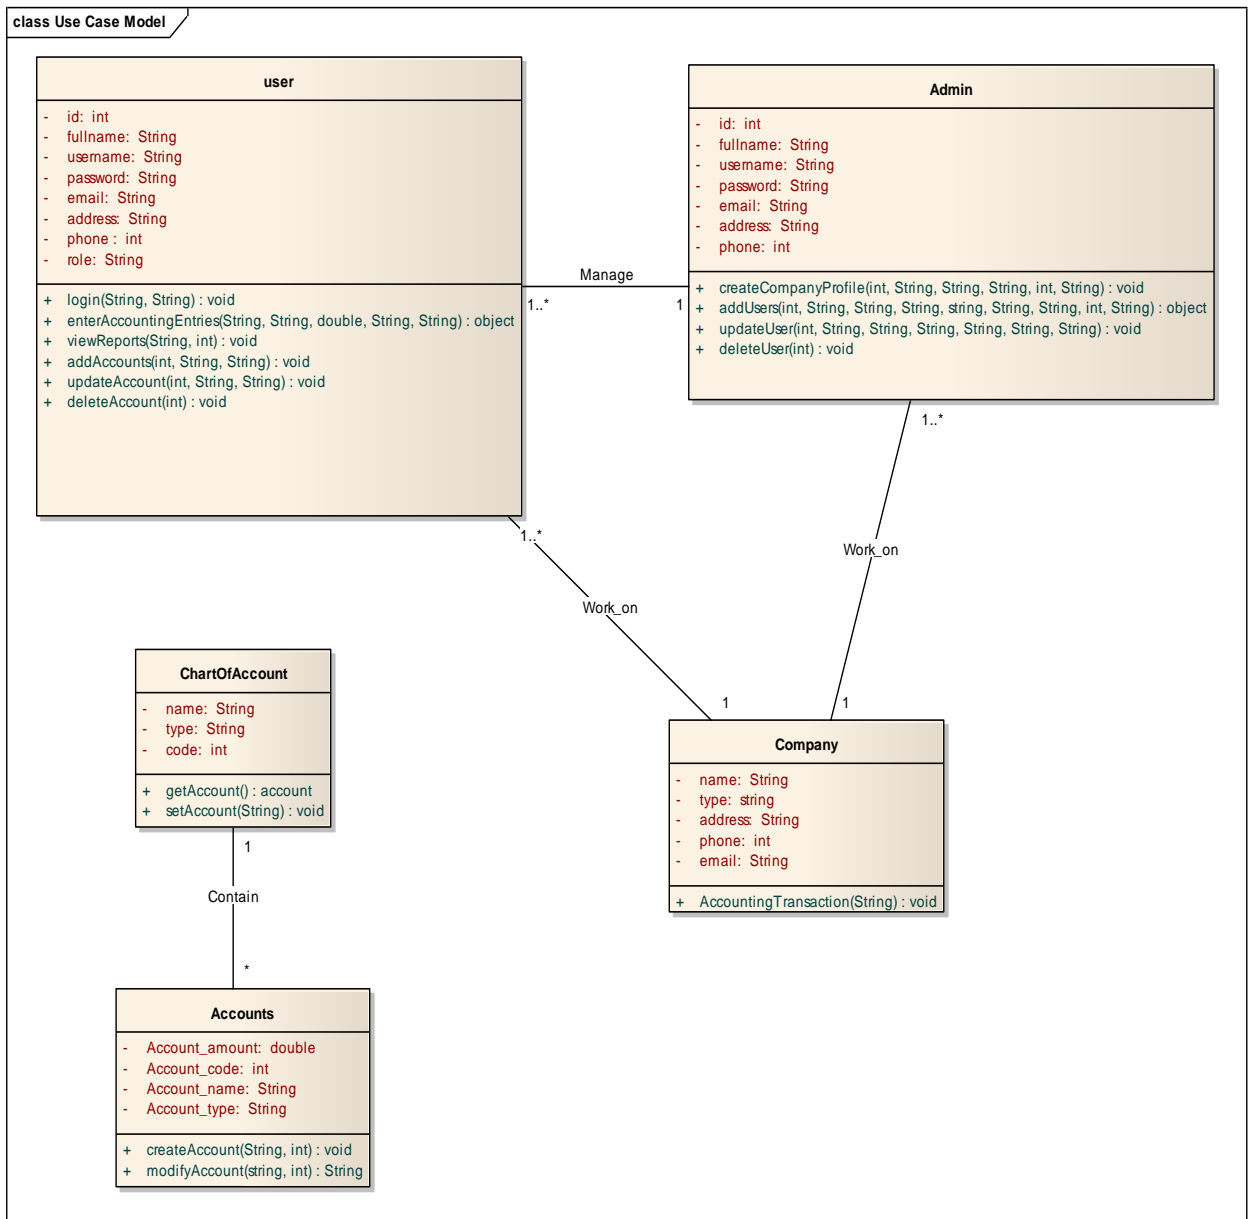 class Use Case Model
user
- id: int
- fullname: String
- username: String
- password: String
- email: String
- address: String
- phone : int
- role: String
+ login(String, String) : void
+ enterAccountingEntries(String, String, double, String, String) : object
+ viewReports(String, int) : void
+ addAccounts(int, String, String) : void
+ updateAccount(int, String, String) : void
+ deleteAccount(int) : void
Admin
- id: int
- fullname: String
- username: String
- password: String
- email: String
- address: String
- phone: int
+ createCompanyProfile(int, String, String, String, int, String) : void
+ addUsers(int, String, String, String, string, String, String, int, String) : object
+ updateUser(int, String, String, String, String, String, String) : void
+ deleteUser(int) : void
Manage
1..*
1
1..*
1..*
Work_on
Work_on
1
1
ChartOfAccount
- name: String
- type: String
- code: int
+ getAccount() : account
+ setAccount(String) : void
Company
- name: String
- type: string
- address: String
- phone: int
- email: String
+ AccountingTransaction(String) : void
1
Contain
*
Accounts
- Account_amount: double
- Account_code: int
- Account_name: String
- Account_type: String
+ createAccount(String, int) : void
+ modifyAccount(string, int) : String